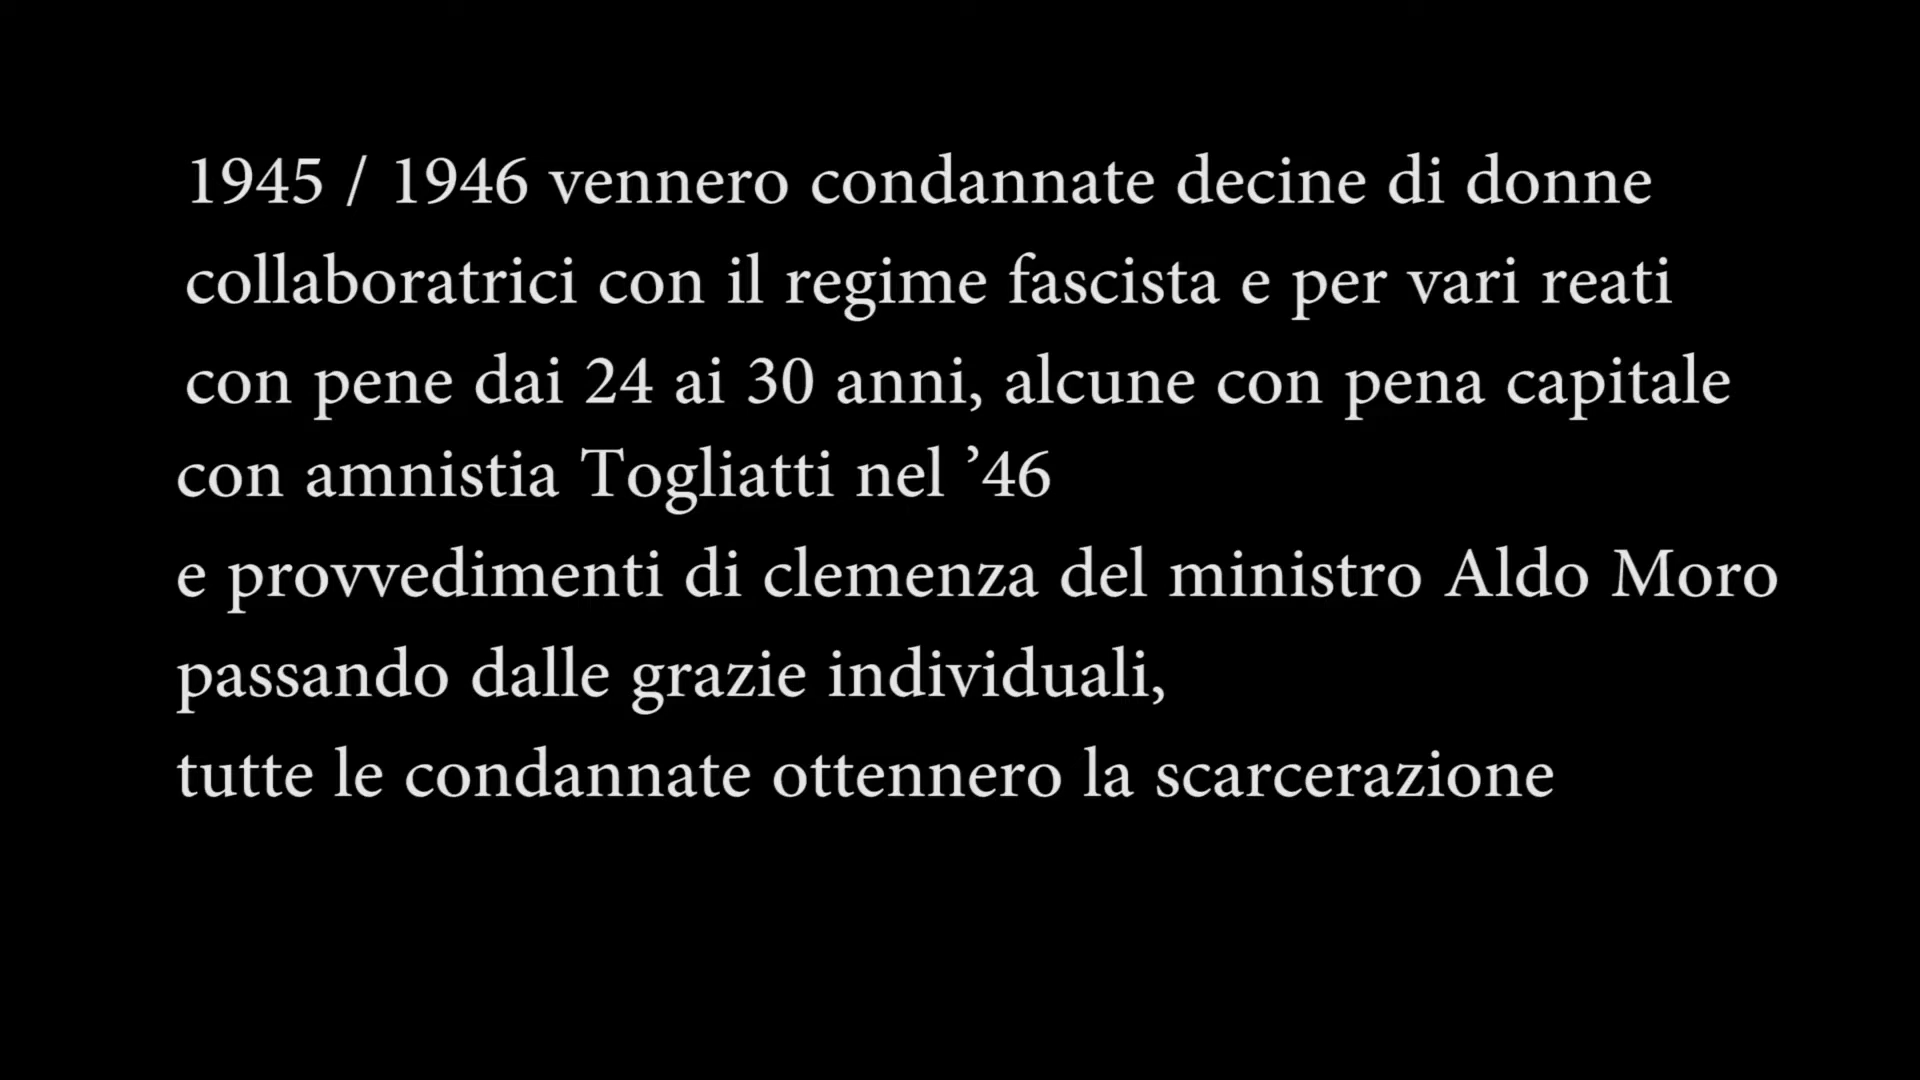 1945 / 1946 vennero condannate decine di donne
collaboratrici con il regime fascista e per vari reati
con pene dai 24 ai 30 anni, alcune con pena capitale
con amnistia Togliatti nel ’46
e provvedimenti di clemenza del ministro Aldo Moro
passando dalle grazie individuali,
tutte le condannate ottennero la scarcerazione